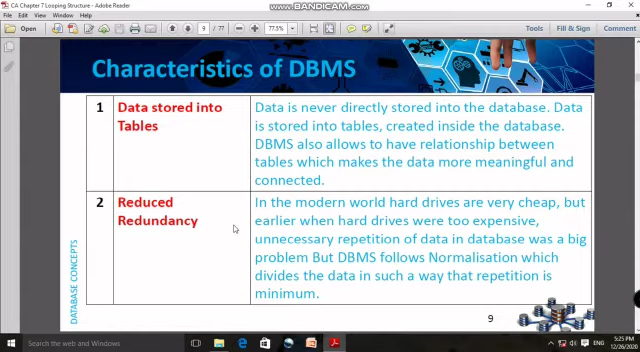 CA Chapter 7 Looping Structure - Adobe Reader
WWW.BANDICAM.COM
File Edit View Window Help
Open
9 / 77
77.5%
Tools
Fill & Sign
Comment
Characteristics of DBMS
1 Data stored into Tables
Data is never directly stored into the database. Data
is stored into tables, created inside the database.
DBMS also allows to have relationship between
tables which makes the data more meaningful and
connected.
2 Reduced Redundancy
In the modern world hard drives are very cheap, but
earlier when hard drives were too expensive,
unnecessary repetition of data in database was a big
problem But DBMS follows Normalisation which
divides the data in such a way that repetition is
minimum.
DATABASE CONCEPTS
9
Search the web and Windows
ENG
5:25 PM
12/26/2020